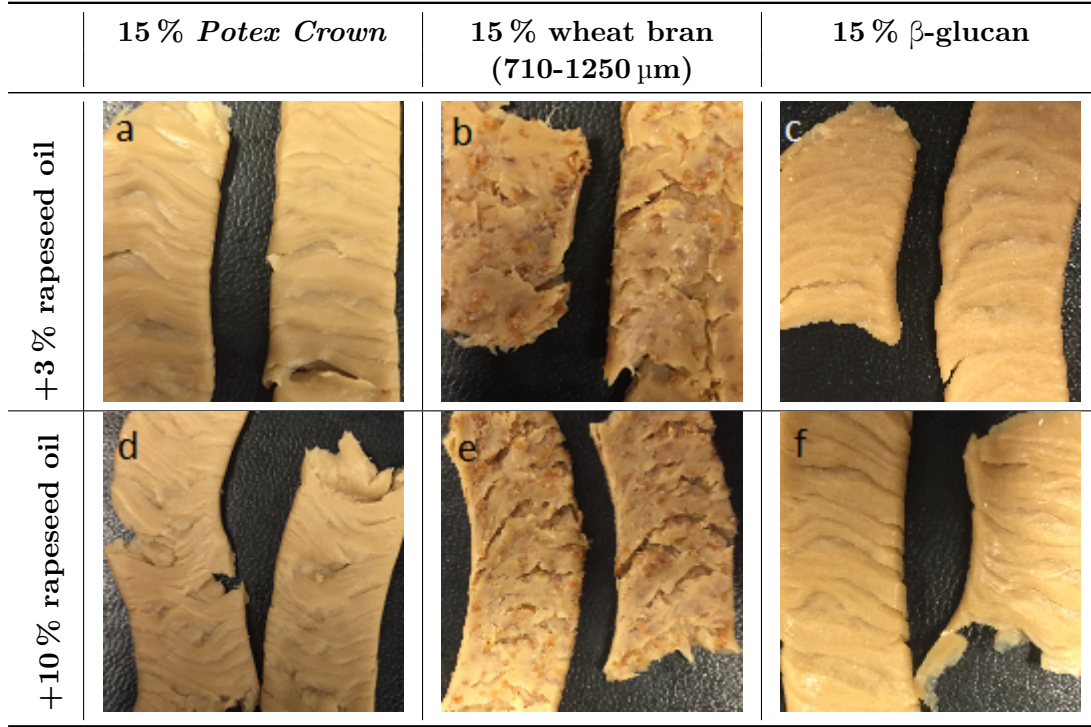 15 % Potex Crown
15 % wheat bran
(710-1250 µm)
15 % β-glucan
+3 % rapeseed oil
a
b
c
+10 % rapeseed oil
d
e
f